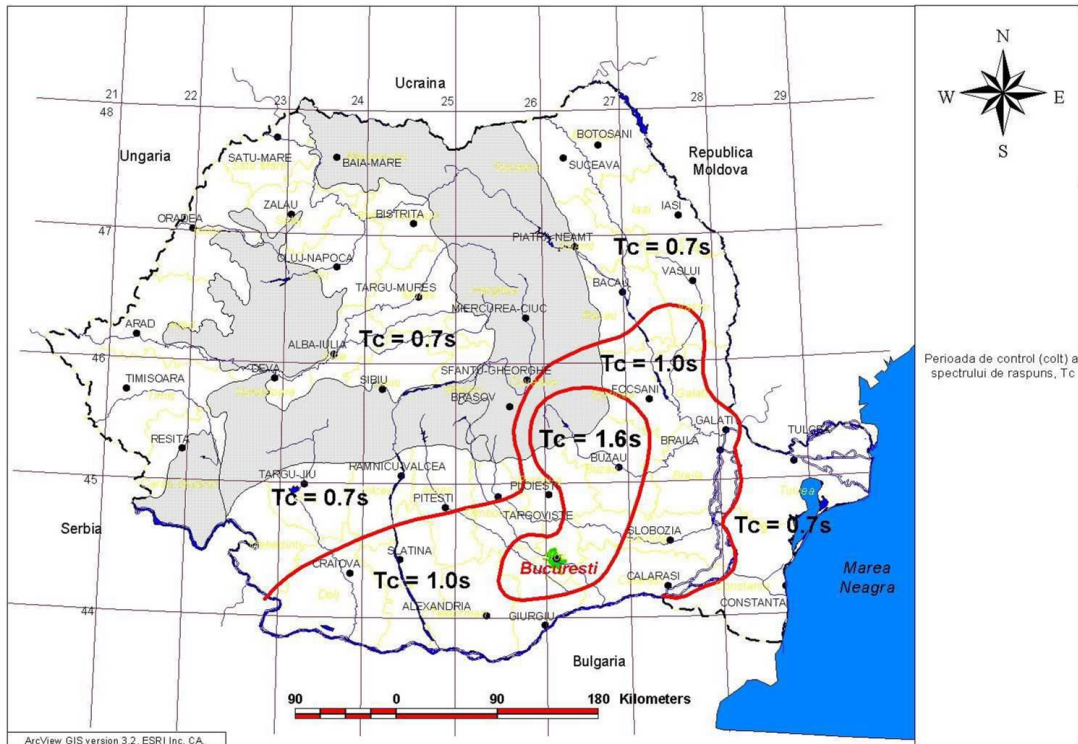 N
W E
S
Ucraina
21
22
23
24
25
26
27
28
29
48
47
46
45
44
Ungaria
Republica
Moldova
BOTOSANI
SUCEAVA
SATU-MARE
BAIA-MARE
ZALAU
BISTRITA
ORADEA
IASI
PIATRA-NEAMT
Tc = 0.7s
CLUJ-NAPOCA
VASLUI
TARGU-MURES
BACAU
MIERCUREA-CIUC
ARAD
Tc = 0.7s
ALBA-IULIA
Tc = 1.0s
Perioada de control (colt) a
spectrului de raspuns, Tc
DEVA
SFANTU-GHEORGHE
TIMISOARA
SIBIU
BRASOV
FOCSANI
GALATI
RESITA
Tc = 1.6s
BRAILA
TULCEA
BUZAU
TARGU-JIU
RAMNICU-VALCEA
PLOIESTI
Tc = 0.7s
PITESTI
TARGOVISTE
Tc = 0.7s
Serbia
SLOBOZIA
SLATINA
Bucuresti
CRAIOVA
Tc = 1.0s
CALARASI
Marea
Neagra
ALEXANDRIA
GIURGIU
CONSTANTA
Bulgaria
90 0 90 180 Kilometers
ArcView GIS version 3.2, ESRI Inc, CA.